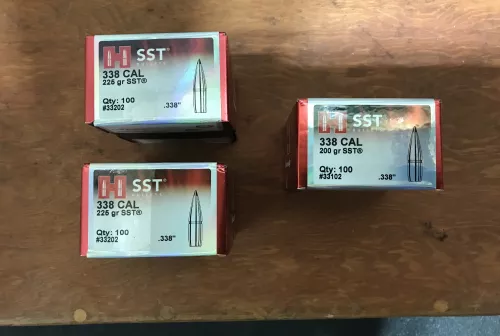 H SST
338 CAL
225 gr SST®
Qty: 100
#33202
.338"
H SST
338 CAL
225 gr SST®
Qty: 100
#33202
.338"
H SST
338 CAL
200 gr SST®
Qty: 100
#33102
.338"